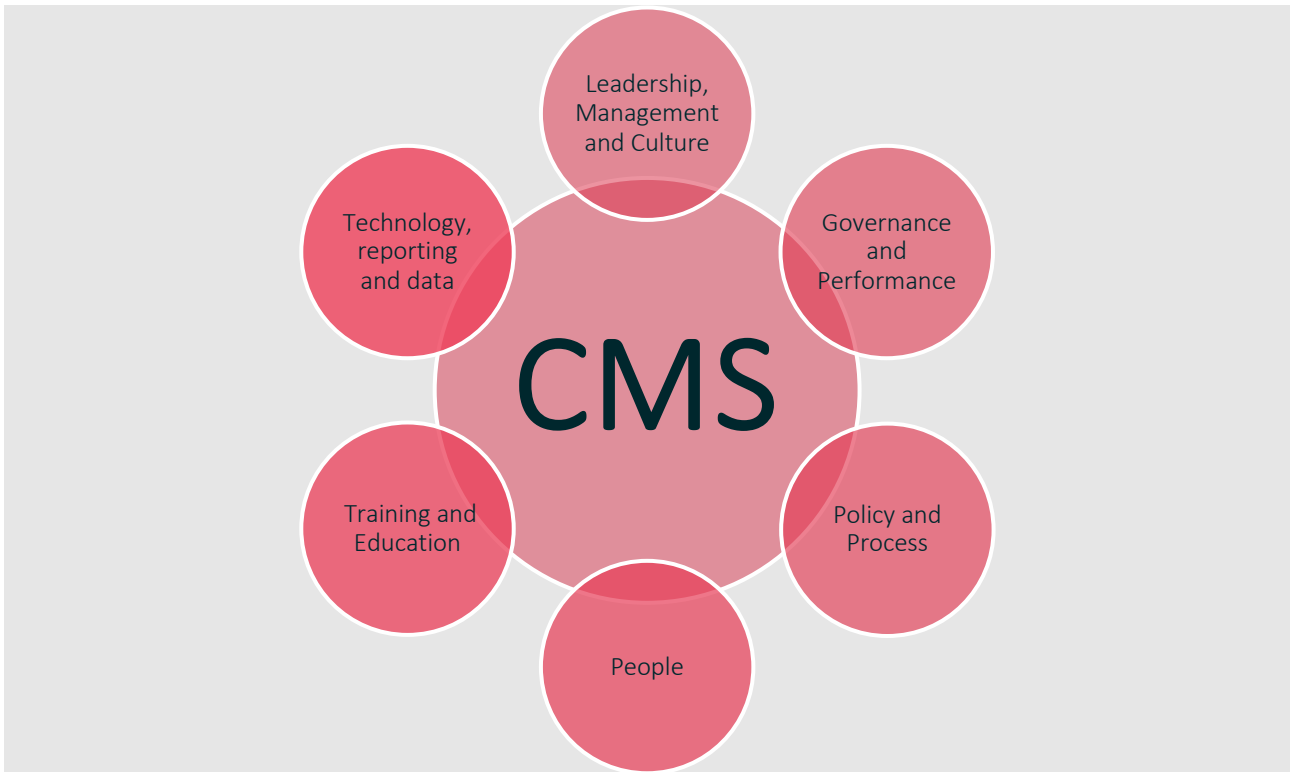 Leadership,
Management
and Culture
Governance
and
Performance
Policy and
Process
People
Training and
Education
Technology,
reporting
and data
CMS